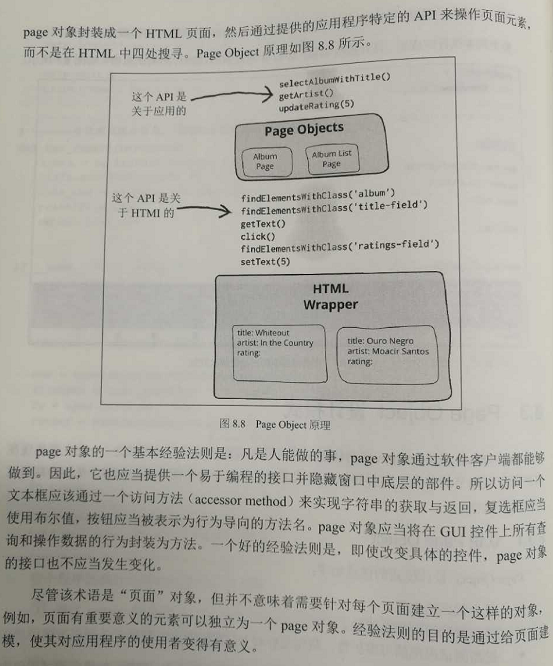 page 对象封装成一个 HTML 页面，然后通过提供的应用程序特定的 API 来操作页面元素，
而不是在 HTML 中四处搜寻。Page Object 原理如图 8.8 所示。
这个 API 是
关于应用的
selectAlbumWithTitle()
getArtist()
updateRating(5)
Page Objects
Album
Page
Album List
Page
这个 API 是关
于 HTMI 的
findElementsWithClass('album')
findElementsWithClass('title-field')
getText()
click()
findElementsWithClass('ratings-field')
setText(5)
HTML
Wrapper
title: Whiteout
artist: In the Country
rating:
title: Ouro Negro
artist: Moacir Santos
rating:
图 8.8 Page Object 原理
page 对象的一个基本经验法则是：凡是人能做的事，page 对象通过软件客户端都能够
做到。因此，它也应当提供一个易于编程的接口并隐藏窗口中底层的部件。所以访问一个
文本框应该通过一个访问方法（accessor method）来实现字符串的获取与返回，复选框应当
使用布尔值，按钮应当被表示为行为导向的方法名。page 对象应当将在 GUI 控件上所有查
询和操作数据的行为封装为方法。一个好的经验法则是，即使改变具体的控件，page 对象
的接口也不应当发生变化。
尽管该术语是“页面”对象，但并不意味着需要针对每个页面建立一个这样的对象，
例如，页面有重要意义的元素可以独立为一个 page 对象。经验法则的目的是通过给页面建
模，使其对应用程序的使用者变得有意义。